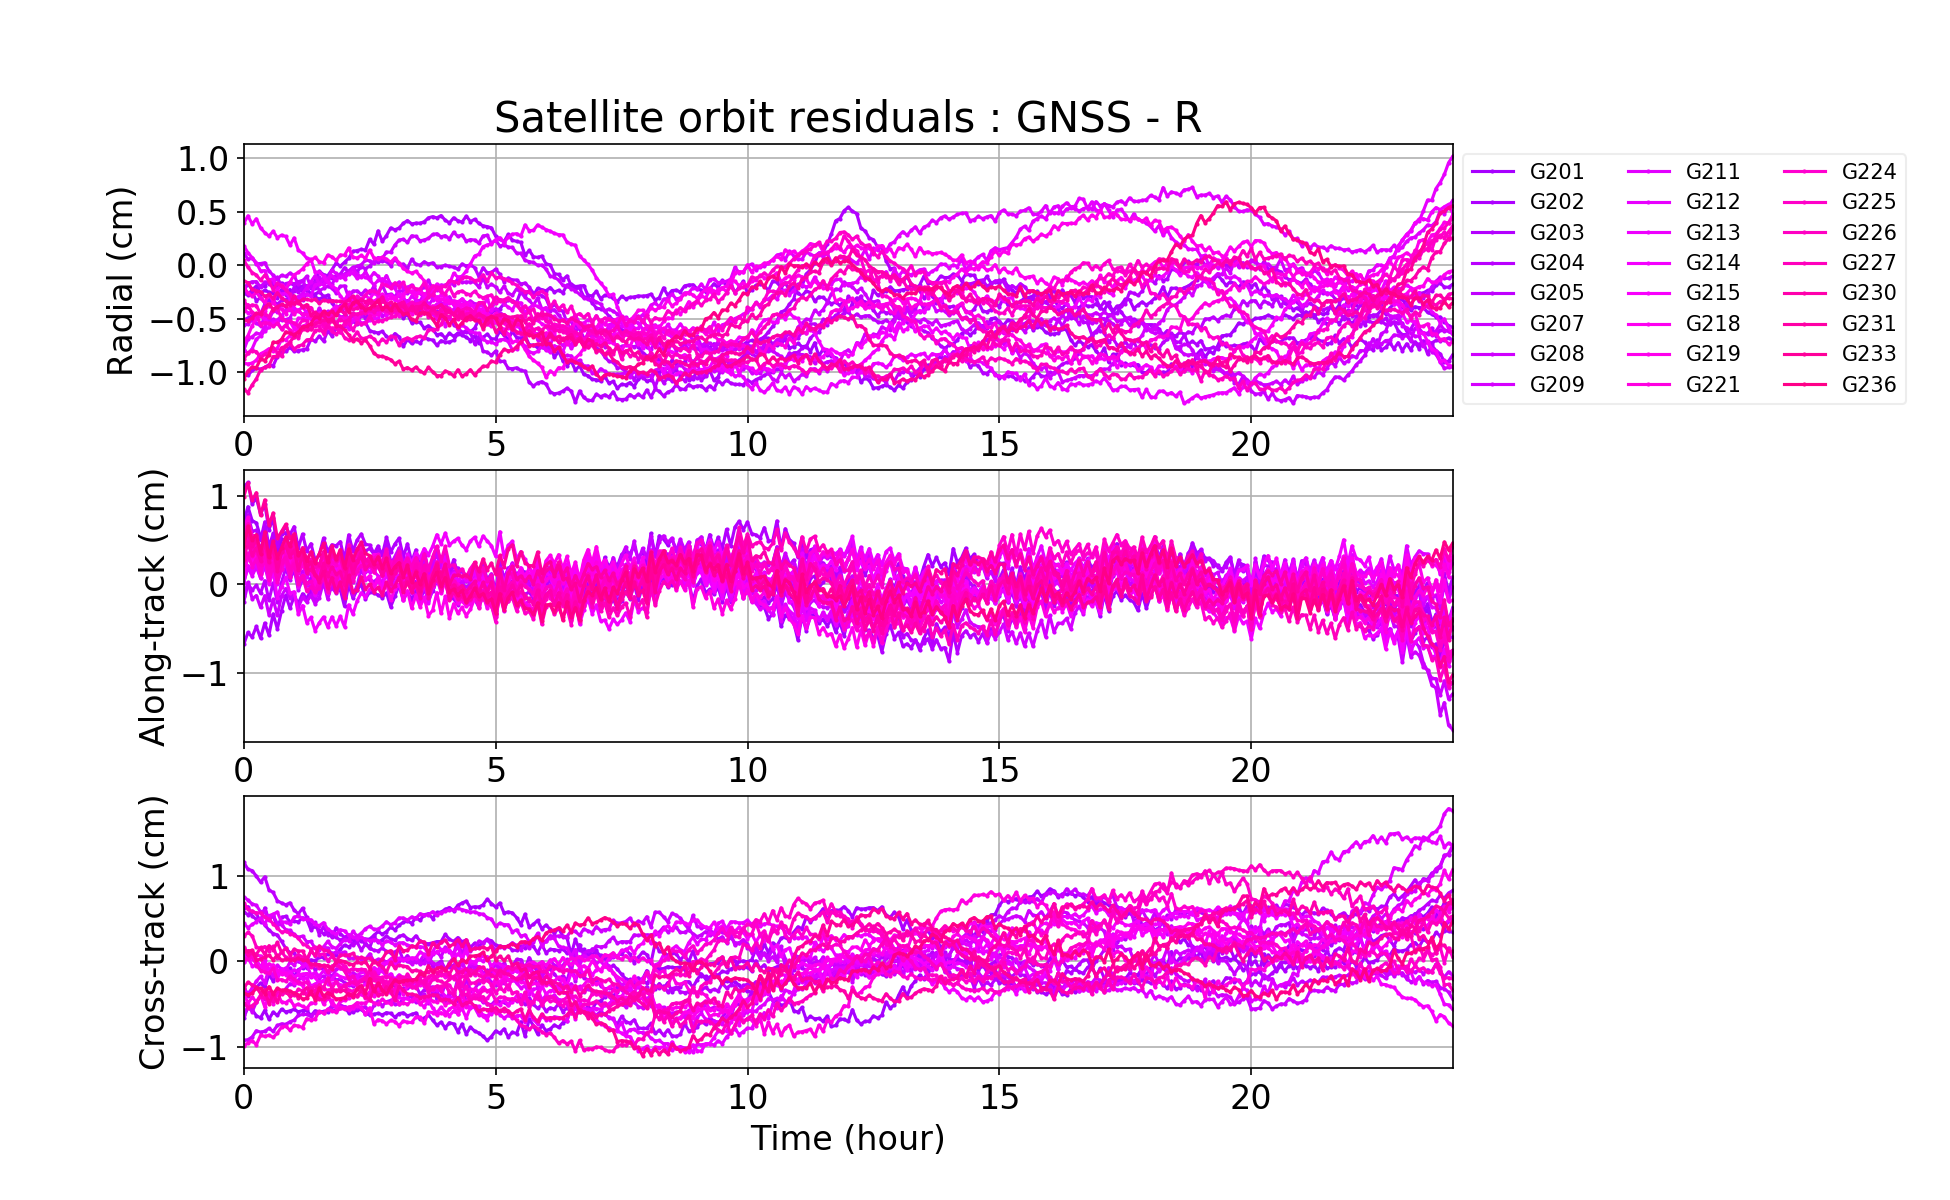 Satellite orbit residuals : GNSS - R
Radial (cm)
1.0
0.5
0.0
−0.5
−1.0
0 5 10 15 20
G201 G211 G224
G202 G212 G225
G203 G213 G226
G204 G214 G227
G205 G215 G230
G207 G218 G231
G208 G219 G233
G209 G221 G236
Along-track (cm)
1
0
−1
0 5 10 15 20
Cross-track (cm)
1
0
−1
0 5 10 15 20
Time (hour)